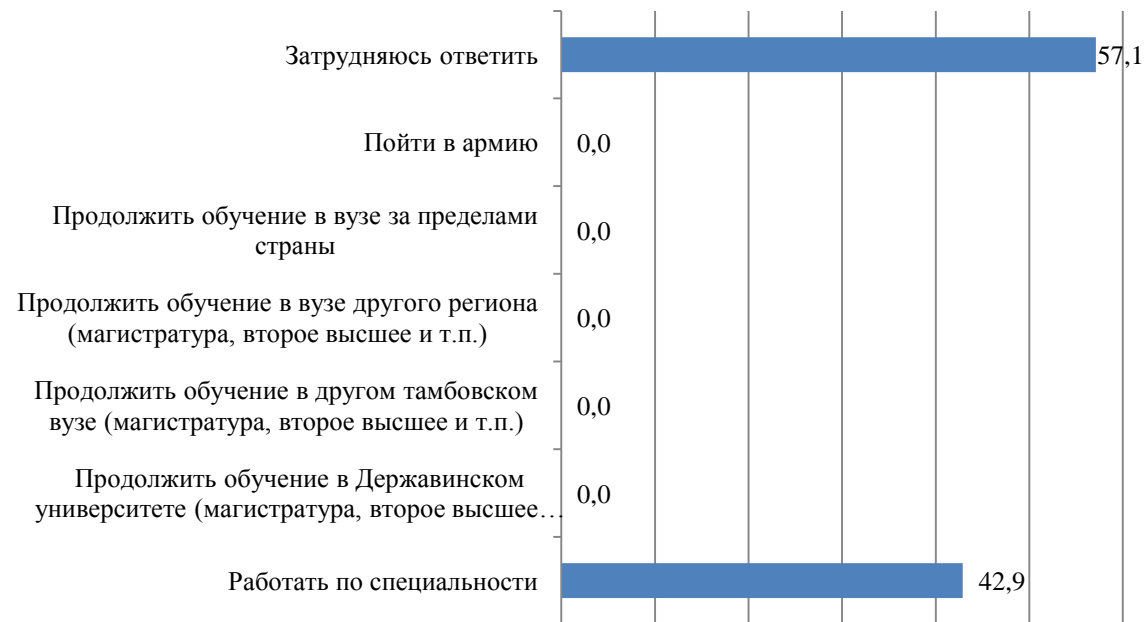 Затрудняюсь ответить
57,1
Пойти в армию
0,0
Продолжить обучение в вузе за пределами
страны
0,0
Продолжить обучение в вузе другого региона
(магистратура, второе высшее и т.п.)
0,0
Продолжить обучение в другом тамбовском
вузе (магистратура, второе высшее и т.п.)
0,0
Продолжить обучение в Державинском
университете (магистратура, второе высшее…
0,0
Работать по специальности
42,9